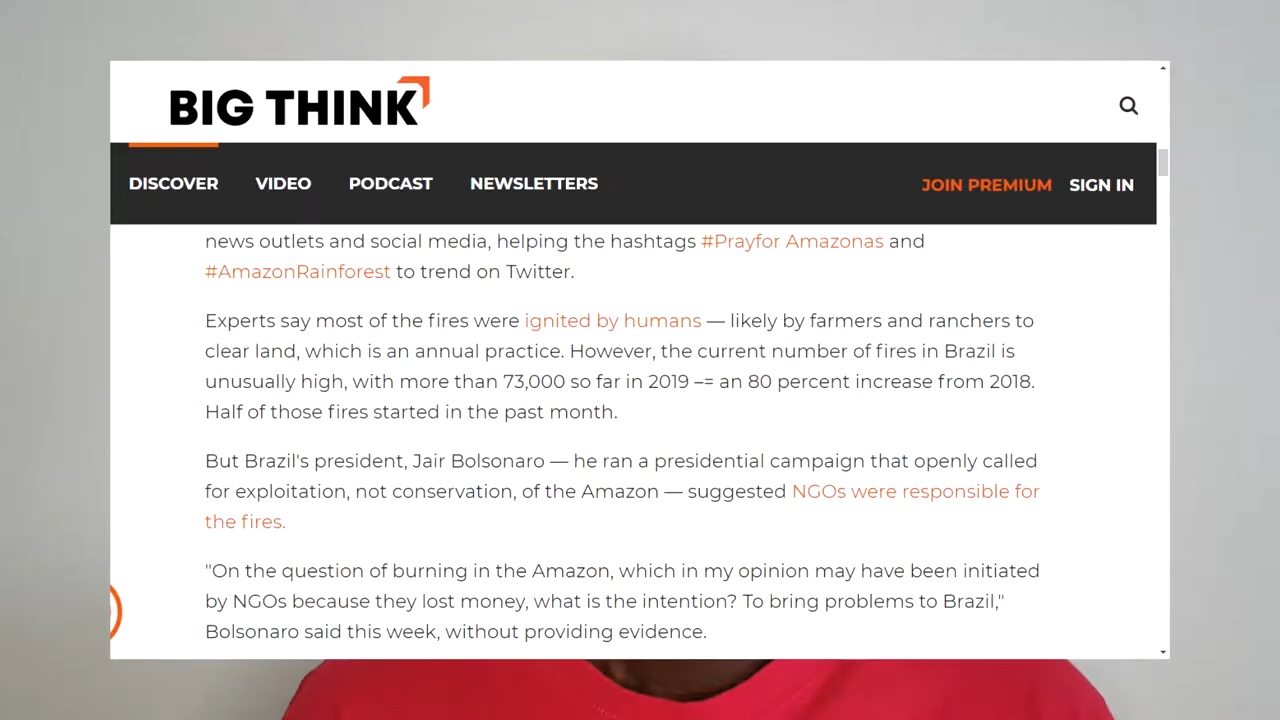 BIG THINK
DISCOVER VIDEO PODCAST NEWSLETTERS JOIN PREMIUM SIGN IN
news outlets and social media, helping the hashtags #Prayfor Amazonas and
#AmazonRainforest to trend on Twitter.
Experts say most of the fires were ignited by humans — likely by farmers and ranchers to
clear land, which is an annual practice. However, the current number of fires in Brazil is
unusually high, with more than 73,000 so far in 2019 –= an 80 percent increase from 2018.
Half of those fires started in the past month.
But Brazil's president, Jair Bolsonaro — he ran a presidential campaign that openly called
for exploitation, not conservation, of the Amazon — suggested NGOs were responsible for
the fires.
"On the question of burning in the Amazon, which in my opinion may have been initiated
by NGOs because they lost money, what is the intention? To bring problems to Brazil,"
Bolsonaro said this week, without providing evidence.